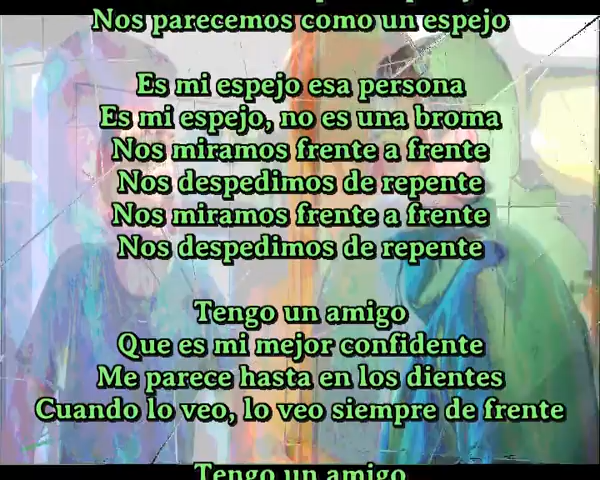 Nos parecemos como un espejo
Es mi espejo esa persona
Es mi espejo, no es una broma
Nos miramos frente a frente
Nos despedimos de repente
Nos miramos frente a frente
Nos despedimos de repente
Tengo un amigo
Que es mi mejor confidente
Me parece hasta en los dientes
Cuando lo veo, lo veo siempre de frente
Tengo un amigo